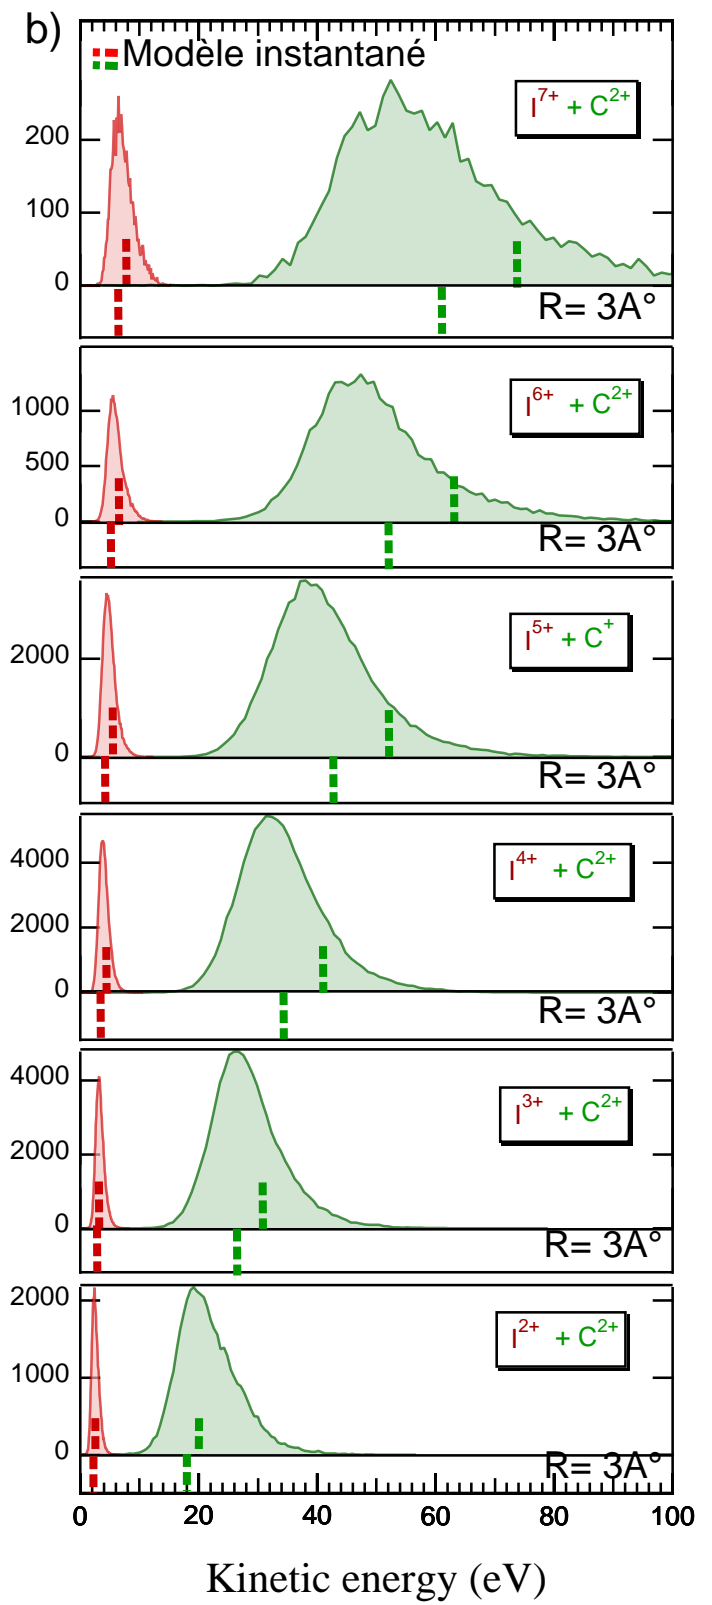 b)
Modèle instantané
I7+ + C2+
200
100
0
R= 3A°
I6+ + C2+
1000
500
0
R= 3A°
I5+ + C+
2000
0
R= 3A°
I4+ + C2+
4000
2000
0
R= 3A°
I3+ + C2+
4000
2000
0
R= 3A°
I2+ + C2+
2000
1000
0
R= 3A°
0 20 40 60 80 100
Kinetic energy (eV)